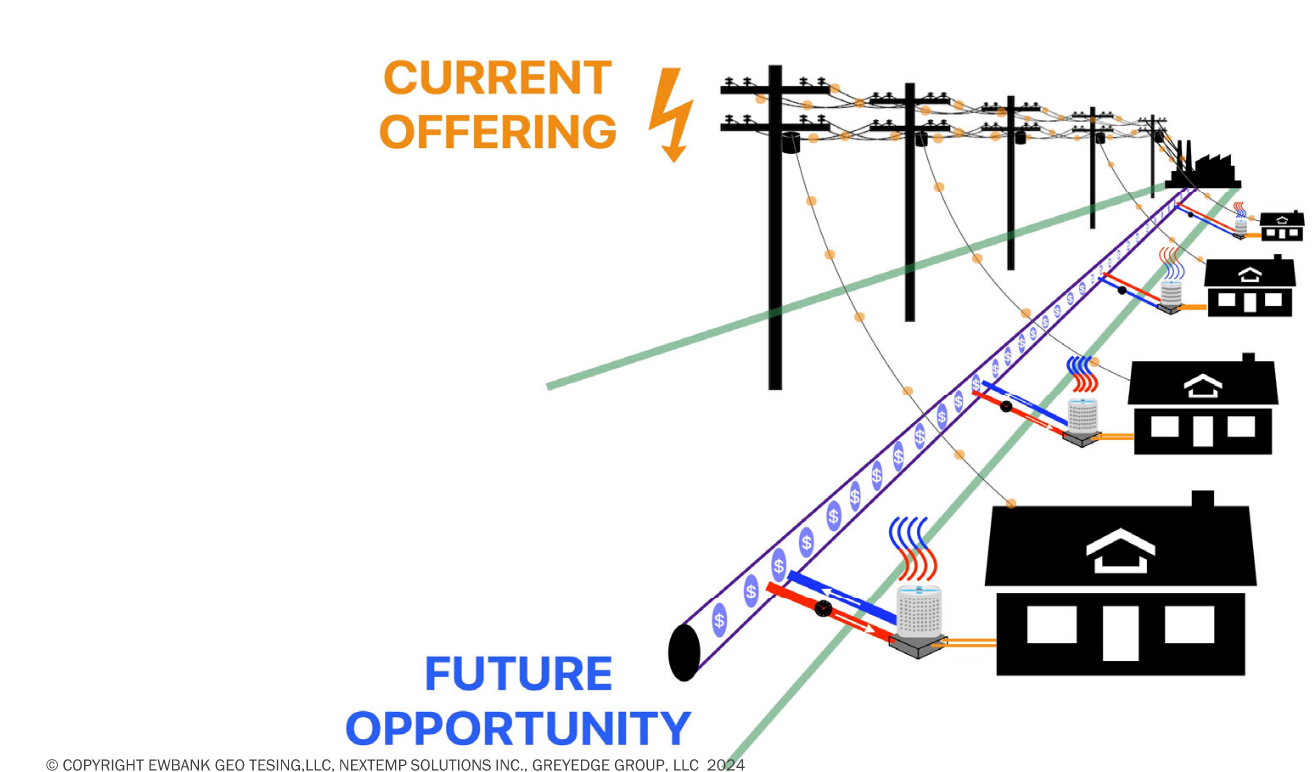 CURRENT
OFFERING
$ $ $ $ $ $ $ $ $ $ $ $
FUTURE
OPPORTUNITY
© COPYRIGHT EWBANK GEO TESING,LLC, NEXTEMP SOLUTIONS INC., GREYEDGE GROUP, LLC 2024